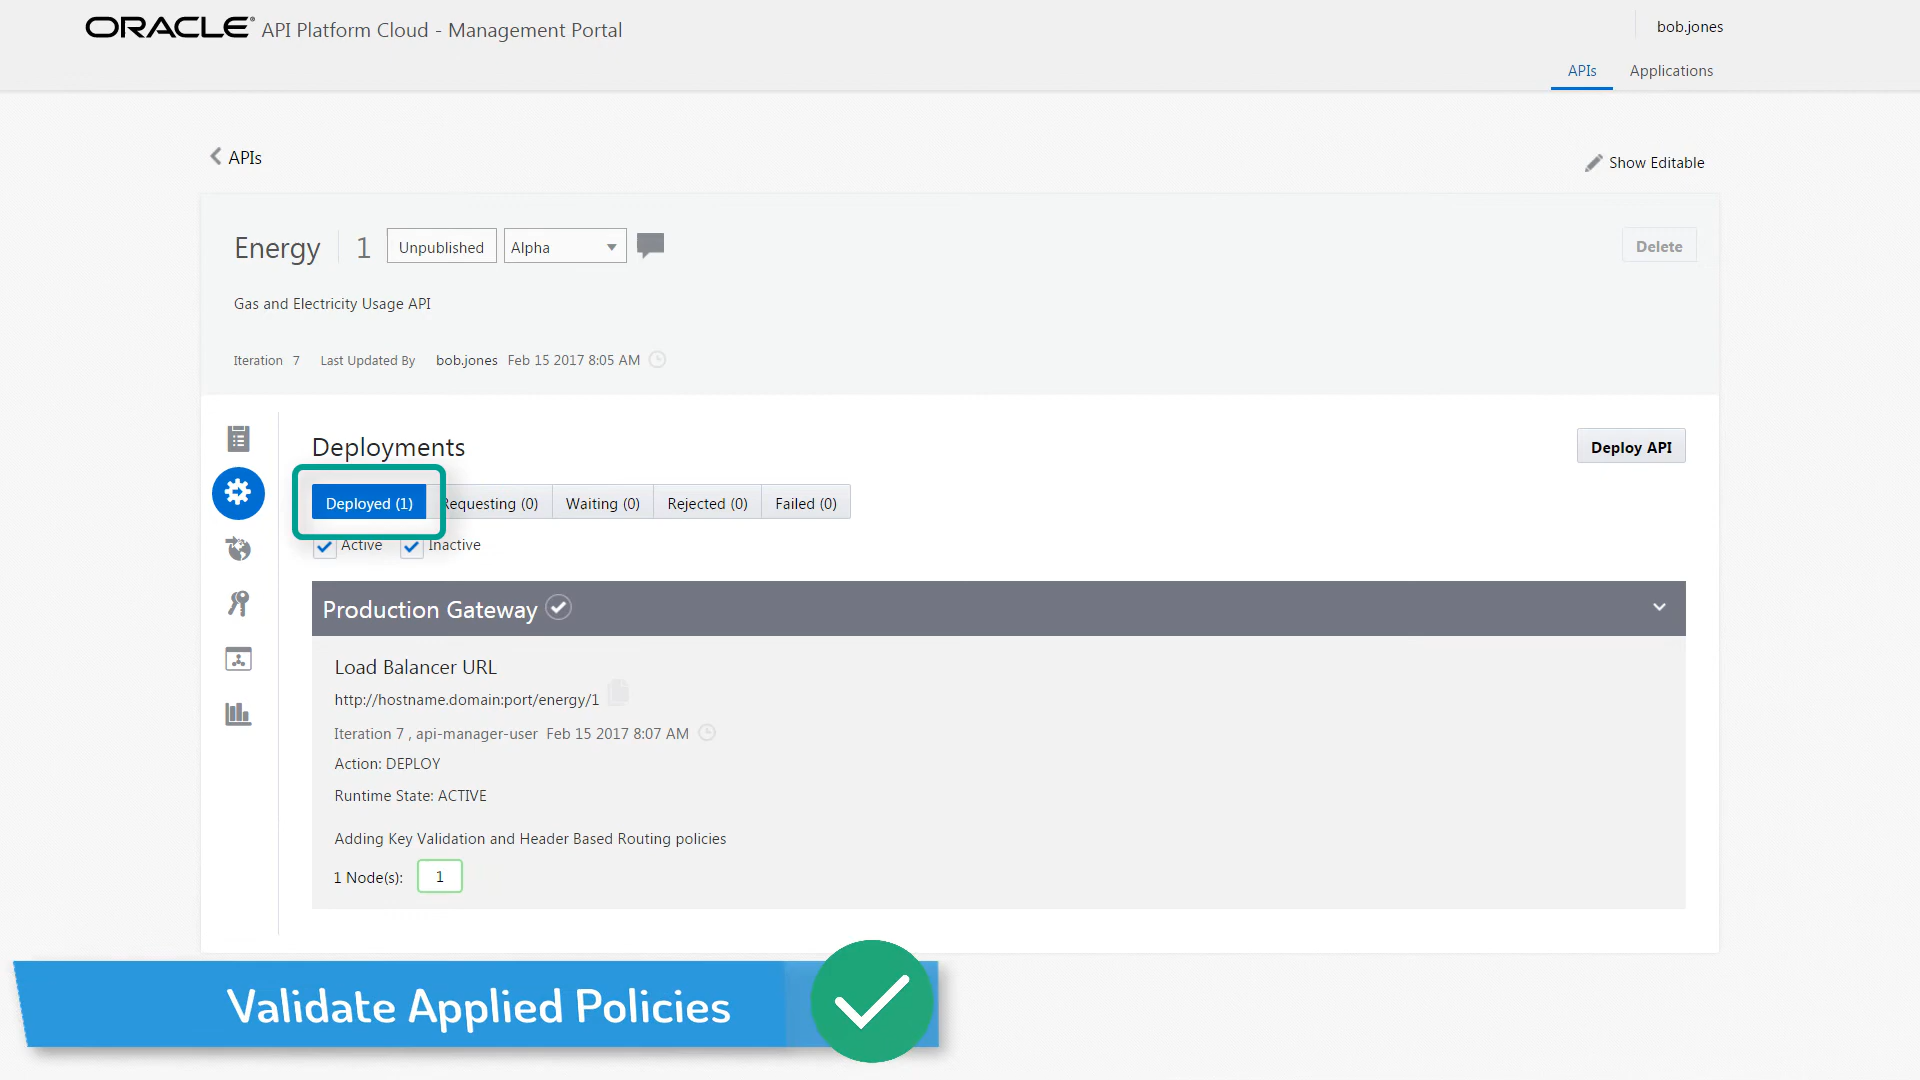 ORACLE API Platform Cloud - Management Portal
bob.jones
APIs Applications
APIs
Show Editable
Energy 1 Unpublished Alpha
Delete
Gas and Electricity Usage API
Iteration 7 Last Updated By bob.jones Feb 15 2017 8:05 AM
Deployments
Deploy API
Deployed (1) Requesting (0) Waiting (0) Rejected (0) Failed (0)
Active Inactive
Production Gateway
Load Balancer URL
http://hostname.domain:port/energy/1
Iteration 7 , api-manager-user Feb 15 2017 8:07 AM
Action: DEPLOY
Runtime State: ACTIVE
Adding Key Validation and Header Based Routing policies
1 Node(s): 1
Validate Applied Policies